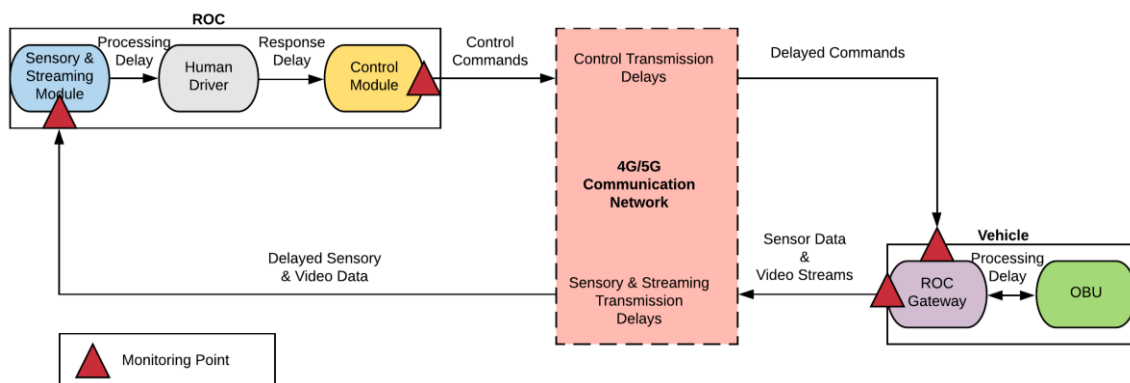 ROC
Sensory &
Streaming
Module
Processing
Delay
Human
Driver
Response
Delay
Control
Module
Control
Commands
Control Transmission
Delays
Delayed Commands
4G/5G
Communication
Network
Delayed Sensory
& Video Data
Sensory & Streaming
Transmission
Delays
Sensor Data
&
Video Streams
Vehicle
ROC
Gateway
Processing
Delay
OBU
Monitoring Point